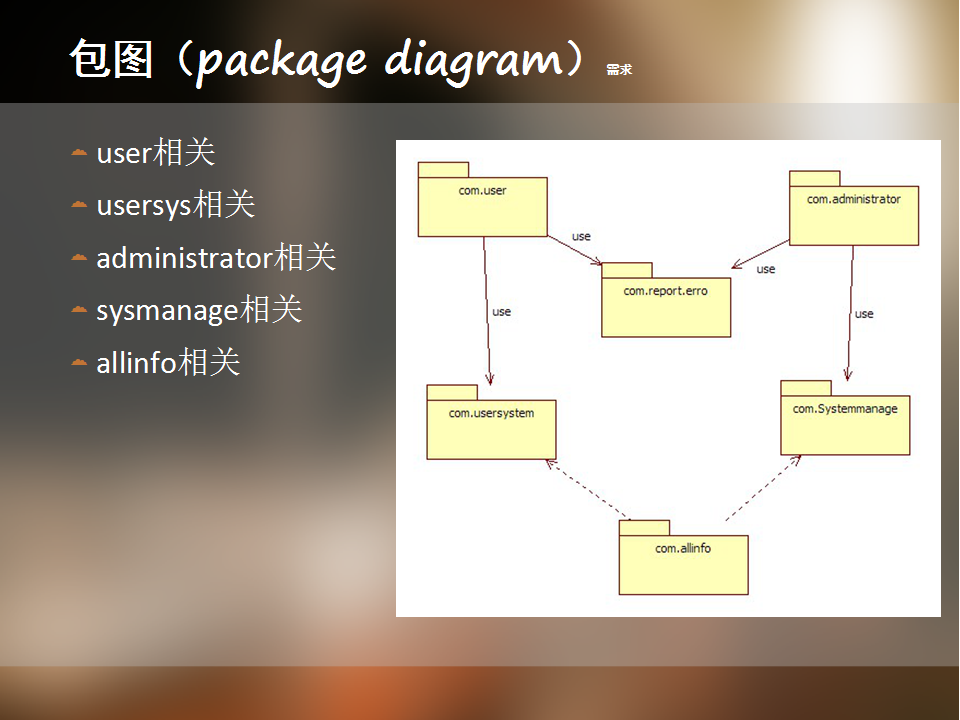 包图（package diagram）需求
user相关
usersys相关
administrator相关
sysmanage相关
allinfo相关
com.user
com.administrator
use
use
com.report.erro
use
use
com.usersystem
com.Systemmanage
com.allinfo